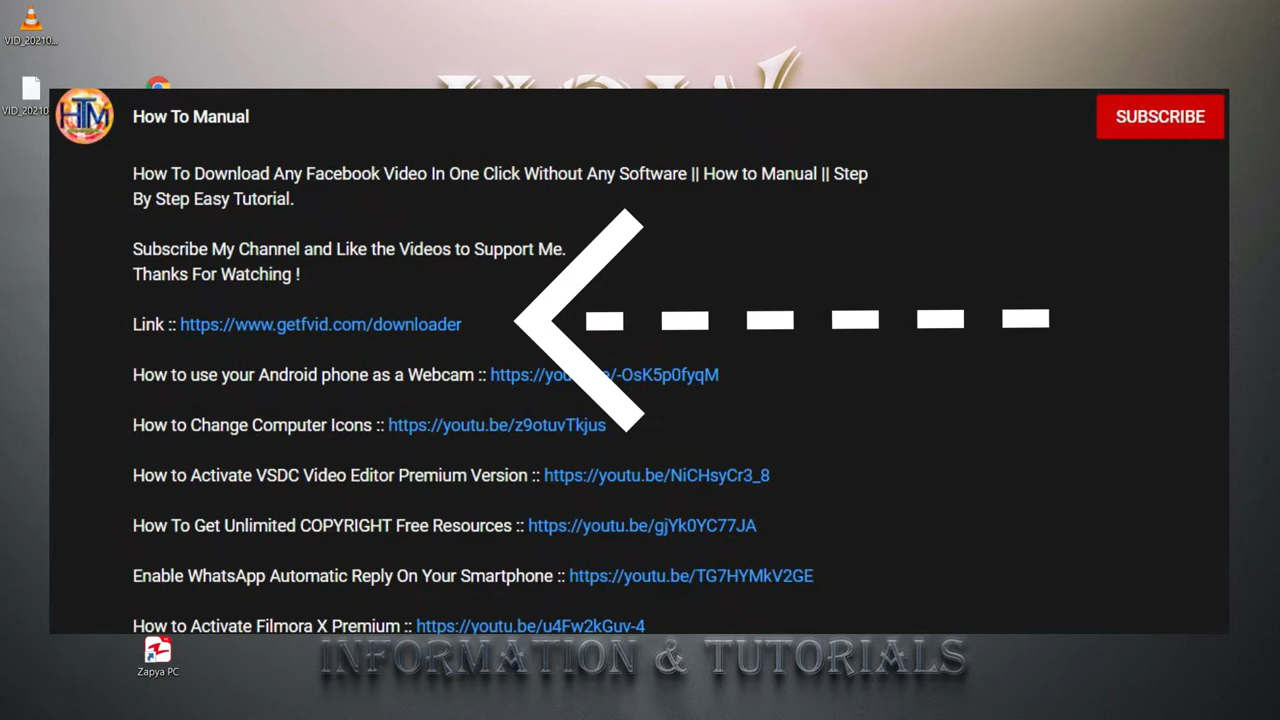 VID_20210...
VID_20210
HTM
How To Manual
SUBSCRIBE
How To Download Any Facebook Video In One Click Without Any Software || How to Manual || Step
By Step Easy Tutorial.
Subscribe My Channel and Like the Videos to Support Me.
Thanks For Watching !
Link :: https://www.getfvid.com/downloader
How to use your Android phone as a Webcam ::
How to Change Computer Icons :: https://youtu.be/z9otuvTkjus
How to Activate VSDC Video Editor Premium Version :: https://youtu.be/NiCHsyCr3_8
How To Get Unlimited COPYRIGHT Free Resources :: https://youtu.be/gjYk0YC77JA
Enable WhatsApp Automatic Reply On Your Smartphone :: https://youtu.be/TG7HYMkV2GE
How to Activate Filmora X Premium :: https://youtu.be/u4Fw2kGuv-4
Zapya PC
INFORMATION & TUTORIALS